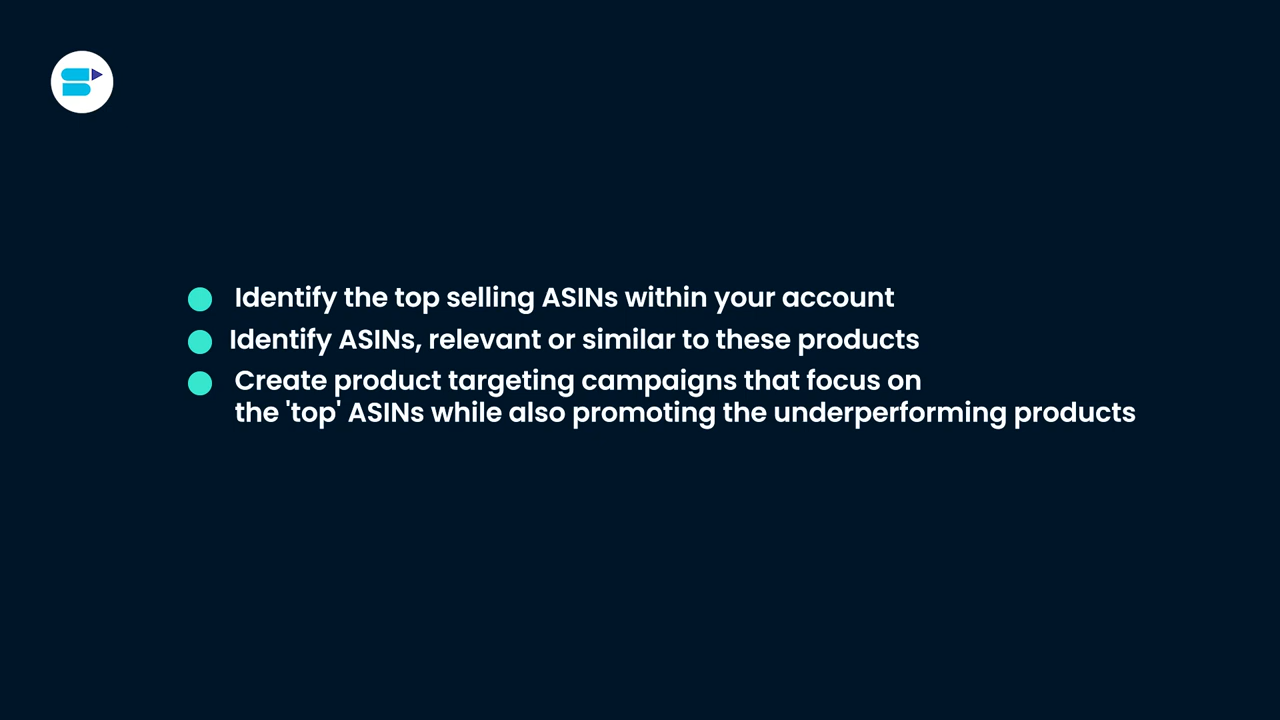 Identify the top selling ASINs within your account
Identify ASINs, relevant or similar to these products
Create product targeting campaigns that focus on
the 'top' ASINs while also promoting the underperforming products